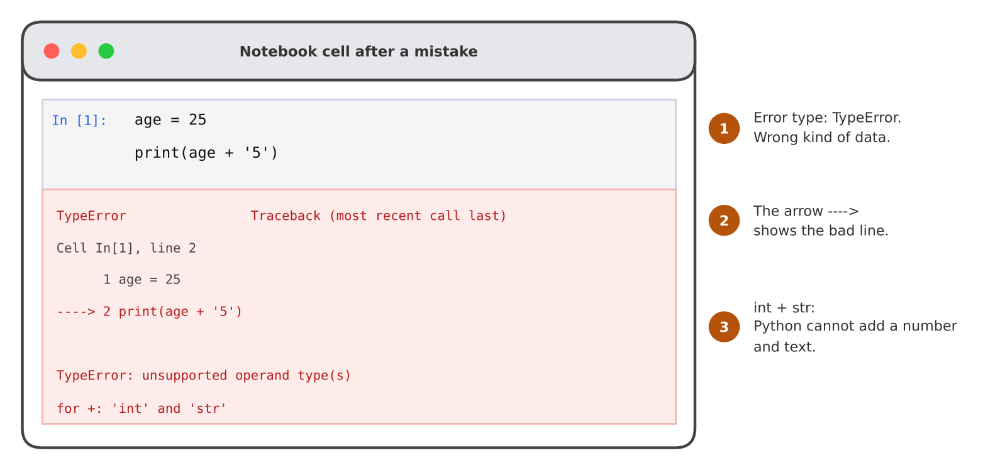 Notebook cell after a mistake
In [1]: age = 25
print(age + '5')
TypeError Traceback (most recent call last)
Cell In[1], line 2
1 age = 25
----> 2 print(age + '5')
TypeError: unsupported operand type(s)
for +: 'int' and 'str'
1 Error type: TypeError.
Wrong kind of data.
2 The arrow ---->
shows the bad line.
3 int + str:
Python cannot add a number
and text.